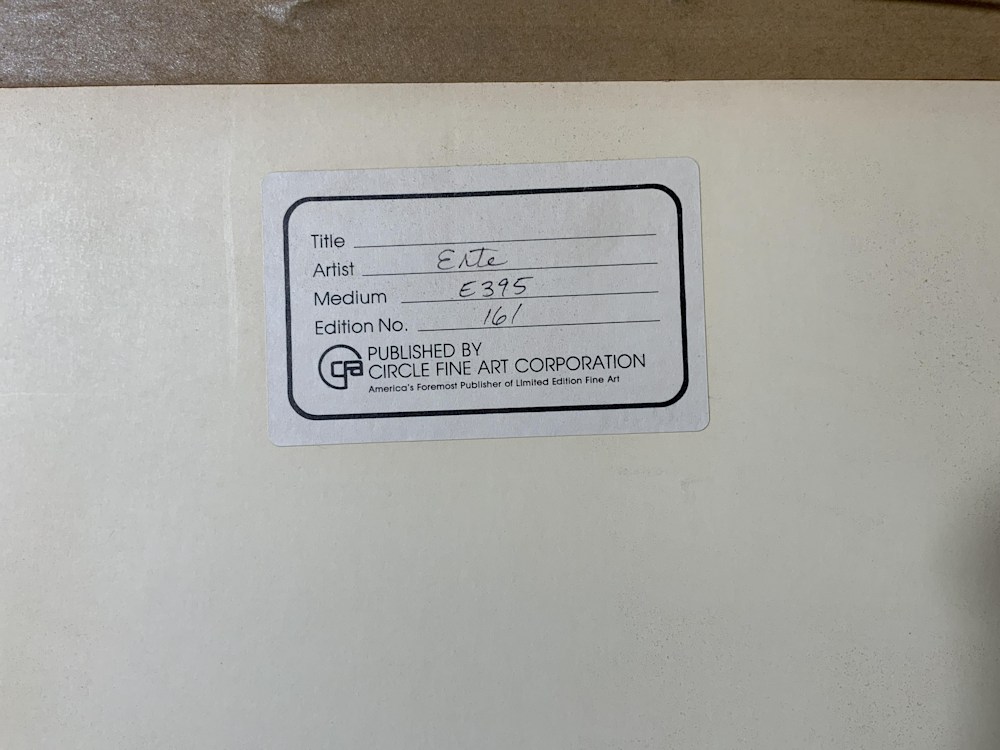 Title
Artist Erte
Medium E395
Edition No. 161
cfa PUBLISHED BY
CIRCLE FINE ART CORPORATION
America's Foremost Publisher of Limited Edition Fine Art